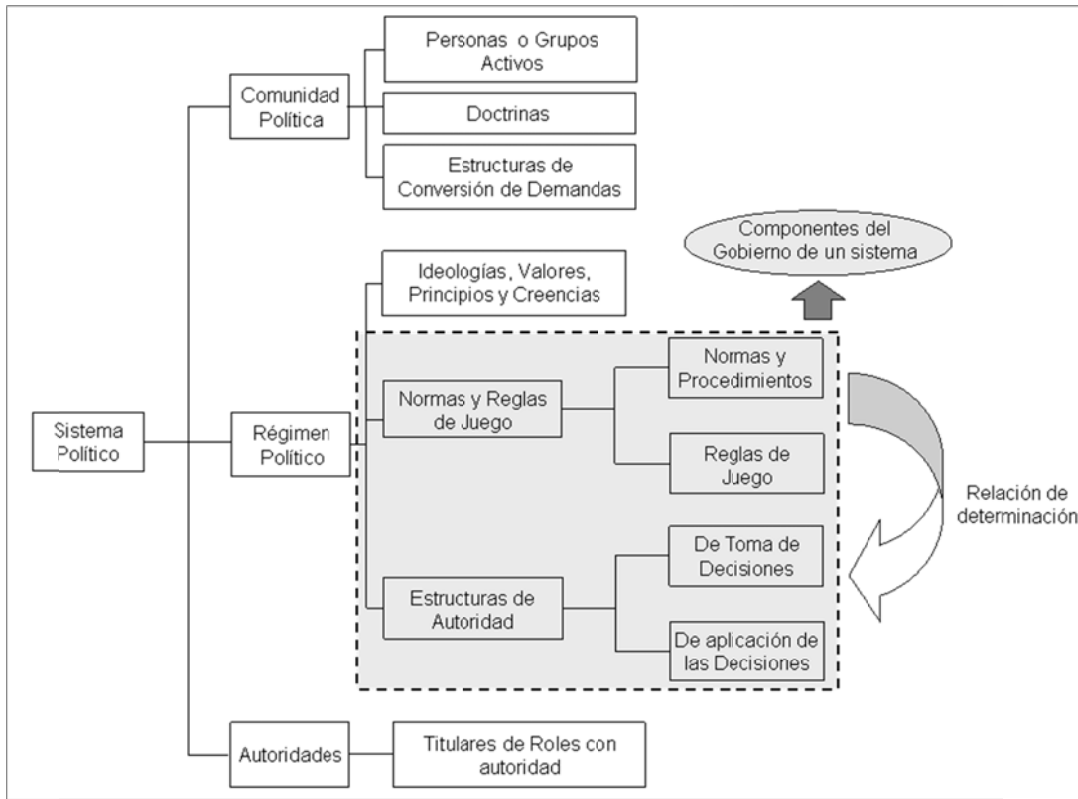 Personas o Grupos
Activos
Comunidad
Política
Doctrinas
Estructuras de
Conversión de Demandas
Componentes del
Gobierno de un sistema
Ideologías, Valores,
Principios y Creencias
Normas y
Procedimientos
Normas y Reglas
de Juego
Sistema
Político
Régimen
Político
Reglas de
Juego
Relación de
determinación
De Toma de
Decisiones
Estructuras de
Autoridad
De aplicación de
las Decisiones
Autoridades
Titulares de Roles con
autoridad